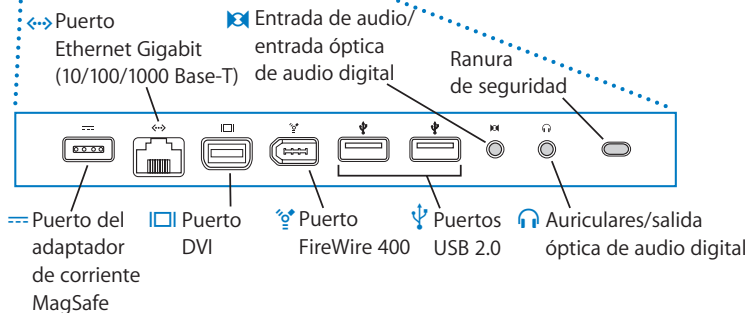 Puerto
Ethernet Gigabit
(10/100/1000 Base-T)
Entrada de audio/
entrada óptica
de audio digital
Ranura
de seguridad
Puerto del
adaptador
de corriente
MagSafe
Puerto
DVI
Puerto
FireWire 400
Puertos
USB 2.0
Auriculares/salida
óptica de audio digital